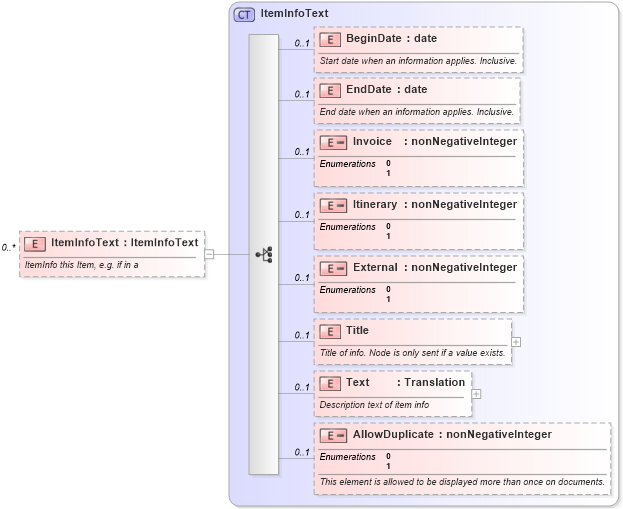 CT ItemInfoText
0..1
E BeginDate : date
Start date when an information applies. Inclusive.
0..1
E EndDate : date
End date when an information applies. Inclusive.
0..1
E Invoice : nonNegativeInteger
Enumerations 0
1
0..1
E Itinerary : nonNegativeInteger
Enumerations 0
1
0..*
E ItemInfoText : ItemInfoText
ItemInfo this Item, e.g. if in a
0..1
E External : nonNegativeInteger
Enumerations 0
1
0..1
E Title
Title of info. Node is only sent if a value exists.
0..1
E Text : Translation
Description text of item info
0..1
E AllowDuplicate : nonNegativeInteger
Enumerations 0
1
This element is allowed to be displayed more than once on documents.